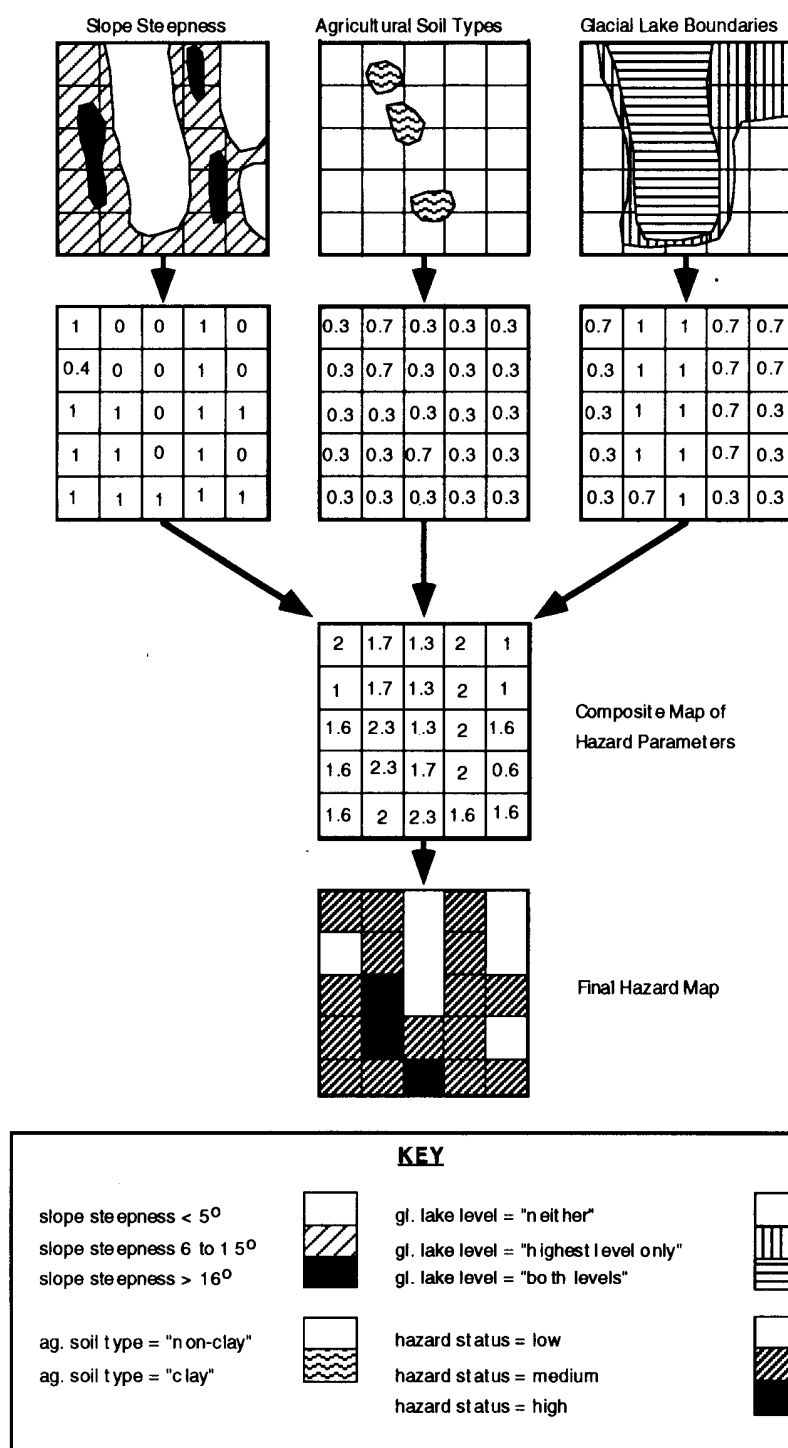 Slope Steepness Agricultural Soil Types Glacial Lake Boundaries
1 0 0 1 0
0.4 0 0 1 0
1 1 0 1 1
1 1 0 1 0
1 1 1 1 1
0.3 0.7 0.3 0.3 0.3
0.3 0.7 0.3 0.3 0.3
0.3 0.3 0.3 0.3 0.3
0.3 0.3 0.7 0.3 0.3
0.3 0.3 0.3 0.3 0.3
0.7 1 1 0.7 0.7
0.3 1 1 0.7 0.7
0.3 1 1 0.7 0.3
0.3 1 1 0.7 0.3
0.3 0.7 1 0.3 0.3
2 1.7 1.3 2 1
1 1.7 1.3 2 1
1.6 2.3 1.3 2 1.6
1.6 2.3 1.7 2 0.6
1.6 2 2.3 1.6 1.6
Composite Map of
Hazard Parameters
Final Hazard Map
KEY
slope steepness < 5°
slope steepness 6 to 15°
slope steepness > 16°
gl. lake level = "neither"
gl. lake level = "highest level only"
gl. lake level = "both levels"
ag. soil type = "non-clay"
ag. soil type = "clay"
hazard status = low
hazard status = medium
hazard status = high